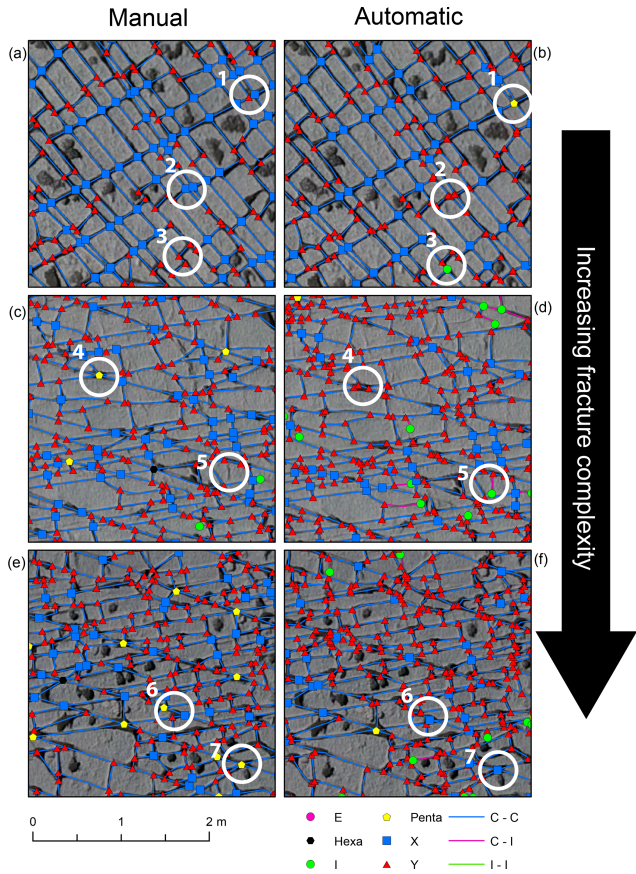 Manual
Automatic
(a)
(b)
1
1
2
2
3
3
(c)
(d)
4
4
5
5
(e)
(f)
6
6
7
7
Increasing fracture complexity
0 1 2 m
E Penta C - C
Hexa X C - I
I Y I - I